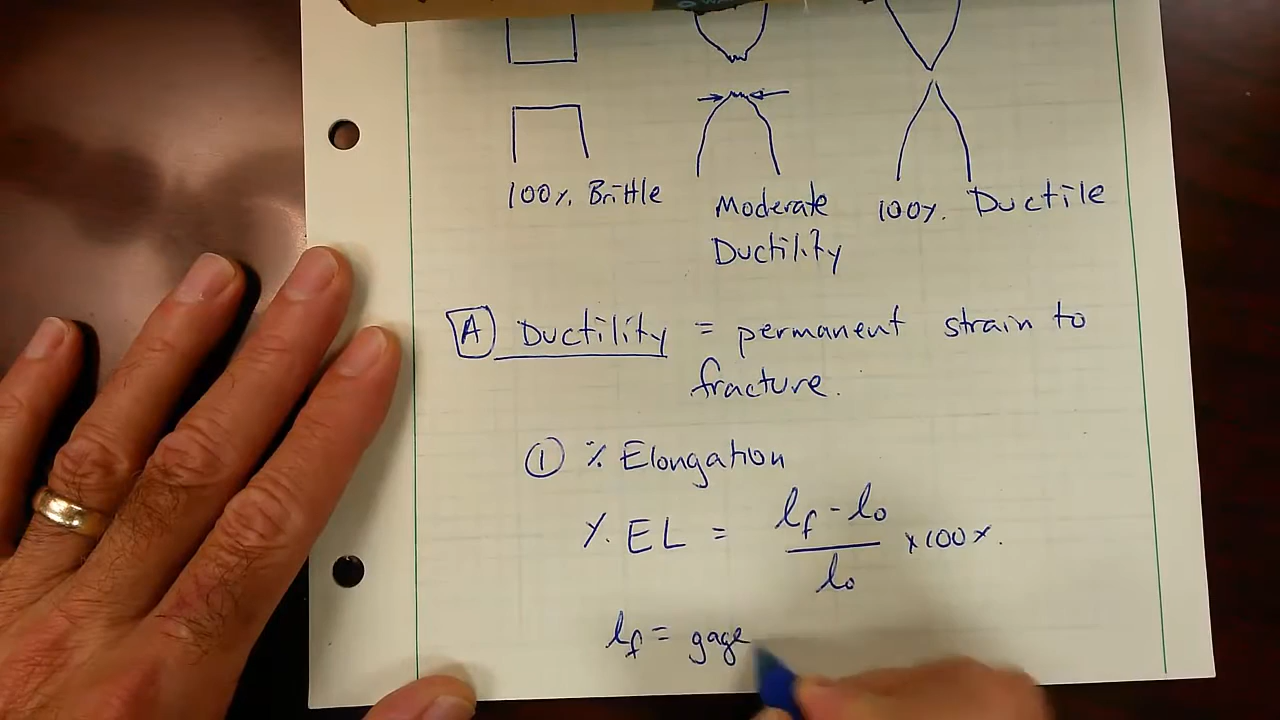 100% Brittle
Moderate Ductility
100% Ductile
A Ductility = permanent strain to
fracture.
① % Elongation
% EL = (lf - lo) / lo × 100%
lf = gage